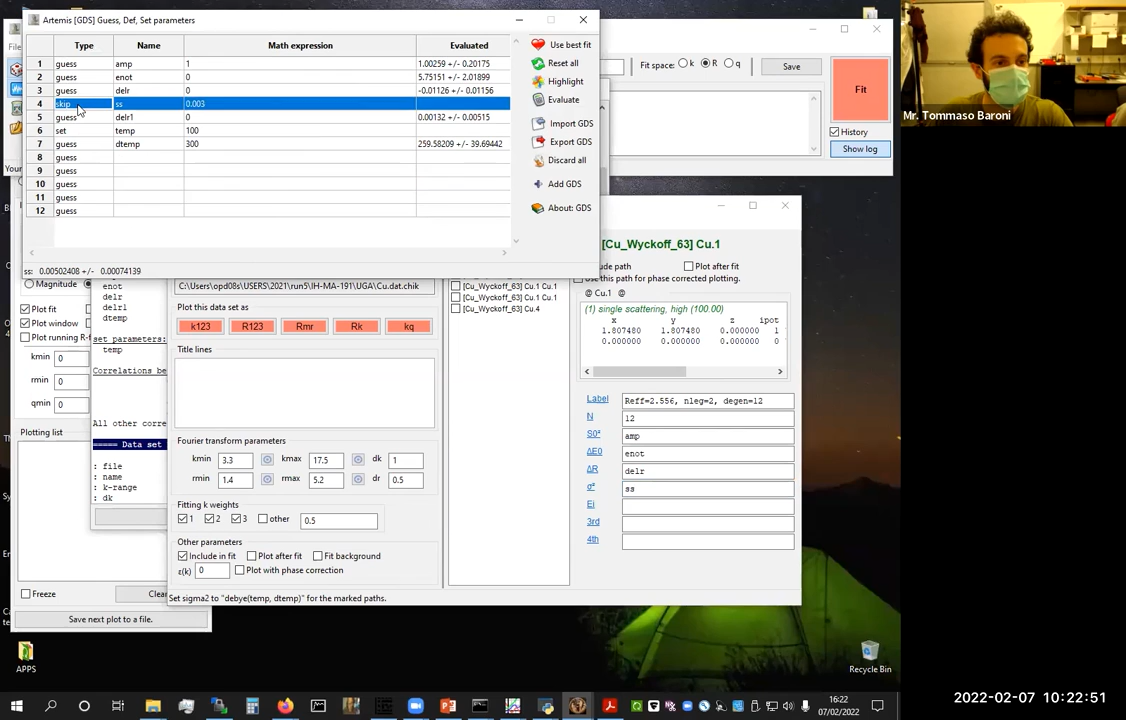 Artemis [GDS] Guess, Def, Set parameters
Type Name Math expression Evaluated
1 guess amp 1 1.00259 +/- 0.20175
2 guess enot 0 5.75151 +/- 2.01899
3 guess delr 0 -0.01126 +/- 0.01156
4 skip ss 0.003
5 guess delr1 0 0.00132 +/- 0.00515
6 set temp 100
7 guess dtemp 300 259.58209 +/- 39.69442
8 guess
9 guess
10 guess
11 guess
12 guess
ss: 0.00502408 +/- 0.00074139
Use best fit
Reset all
Highlight
Evaluate
Import GDS
Export GDS
Discard all
Add GDS
About: GDS
Fit space: k R q
Save
Fit
History
Show log
Mr. Tommaso Baroni
Magnitude
Plot fit
Plot window
Plot running R-f
kmin 0
rmin 0
qmin 0
Plotting list
Freeze
Clea
Save next plot to a file.
enot
delr
delr1
dtemp
set parameters:
temp
Correlations be
All other corre
===== Data set
: file
: name
: k-range
: dk
C:\Users\opd08s\USERS\2021\run5\IH-MA-191\UGA\Cu.dat.chik
Plot this data set as
k123 R123 Rmr Rk kq
Title lines
Fourier transform parameters
kmin 3.3 kmax 17.5 dk 1
rmin 1.4 rmax 5.2 dr 0.5
Fitting k weights
1 2 3 other 0.5
Other parameters
Include in fit Plot after fit Fit background
ε(k) 0 Plot with phase correction
Set sigma2 to "debye(temp, dtemp)" for the marked paths.
[Cu_Wyckoff_63] Cu.1 Cu.1
[Cu_Wyckoff_63] Cu.1 Cu.1
[Cu_Wyckoff_63] Cu.4
[Cu_Wyckoff_63] Cu.1
ude path Plot after fit
Use this path for phase corrected plotting.
@ Cu.1 @
(1) single scattering, high (100.00)
x y z ipot
1.807480 1.807480 0.000000 1
0.000000 0.000000 0.000000
Label Reff=2.556, nleg=2, degen=12
N 12
S0² amp
ΔE0 enot
ΔR delr
σ² ss
Ei
3rd
4th
APPS
Recycle Bin
16:22
07/02/2022
2022-02-07 10:22:51